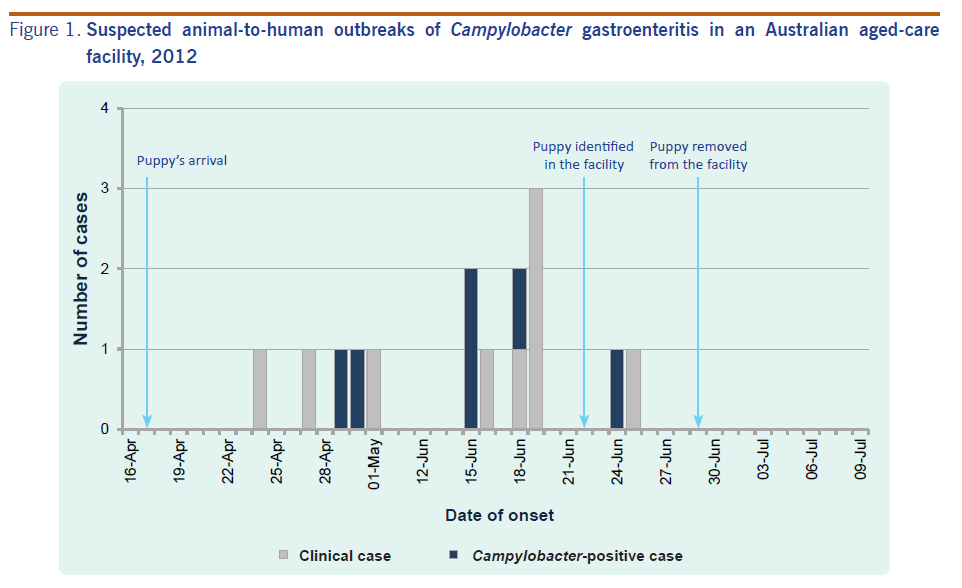 Figure 1. Suspected animal-to-human outbreaks of Campylobacter gastroenteritis in an Australian aged-care
facility, 2012
4
3
2
1
0
Number of cases
Puppy's arrival
Puppy identified
in the facility
Puppy removed
from the facility
16-Apr
19-Apr
22-Apr
25-Apr
28-Apr
01-May
12-Jun
15-Jun
18-Jun
21-Jun
24-Jun
27-Jun
30-Jun
03-Jul
06-Jul
09-Jul
Date of onset
Clinical case
Campylobacter-positive case